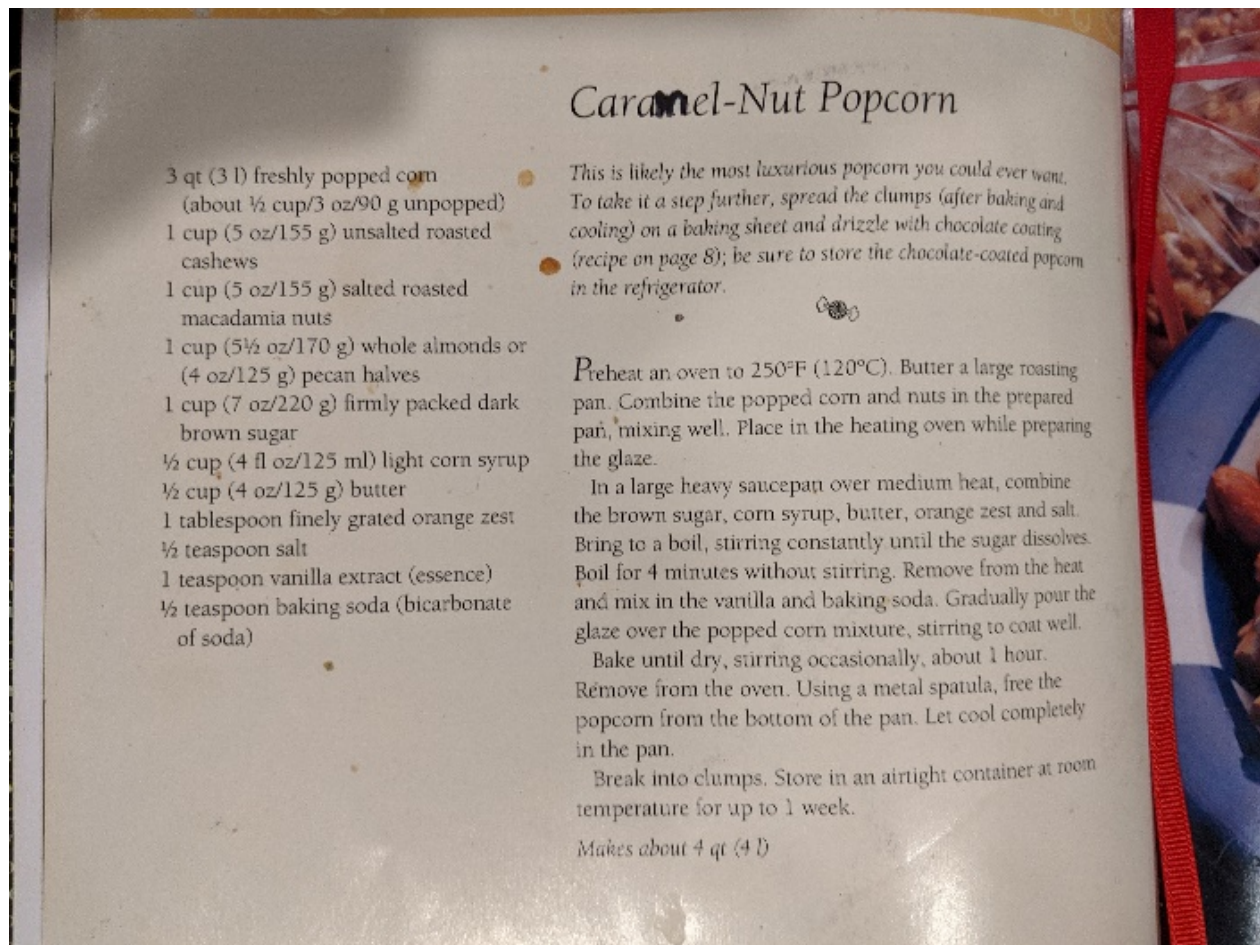 Caramel-Nut Popcorn
3 qt (3 l) freshly popped corn
(about ½ cup/3 oz/90 g unpopped)
1 cup (5 oz/155 g) unsalted roasted
cashews
1 cup (5 oz/155 g) salted roasted
macadamia nuts
1 cup (5½ oz/170 g) whole almonds or
(4 oz/125 g) pecan halves
1 cup (7 oz/220 g) firmly packed dark
brown sugar
½ cup (4 fl oz/125 ml) light corn syrup
½ cup (4 oz/125 g) butter
1 tablespoon finely grated orange zest
½ teaspoon salt
1 teaspoon vanilla extract (essence)
½ teaspoon baking soda (bicarbonate
of soda)
This is likely the most luxurious popcorn you could ever want.
To take it a step further, spread the clumps (after baking and
cooling) on a baking sheet and drizzle with chocolate coating
(recipe on page 8); be sure to store the chocolate-coated popcorn
in the refrigerator.
Preheat an oven to 250°F (120°C). Butter a large roasting
pan. Combine the popped corn and nuts in the prepared
pan, mixing well. Place in the heating oven while preparing
the glaze.
In a large heavy saucepan over medium heat, combine
the brown sugar, corn syrup, butter, orange zest and salt.
Bring to a boil, stirring constantly until the sugar dissolves.
Boil for 4 minutes without stirring. Remove from the heat
and mix in the vanilla and baking soda. Gradually pour the
glaze over the popped corn mixture, stirring to coat well.
Bake until dry, stirring occasionally, about 1 hour.
Remove from the oven. Using a metal spatula, free the
popcorn from the bottom of the pan. Let cool completely
in the pan.
Break into clumps. Store in an airtight container at room
temperature for up to 1 week.
Makes about 4 qt (4 l)